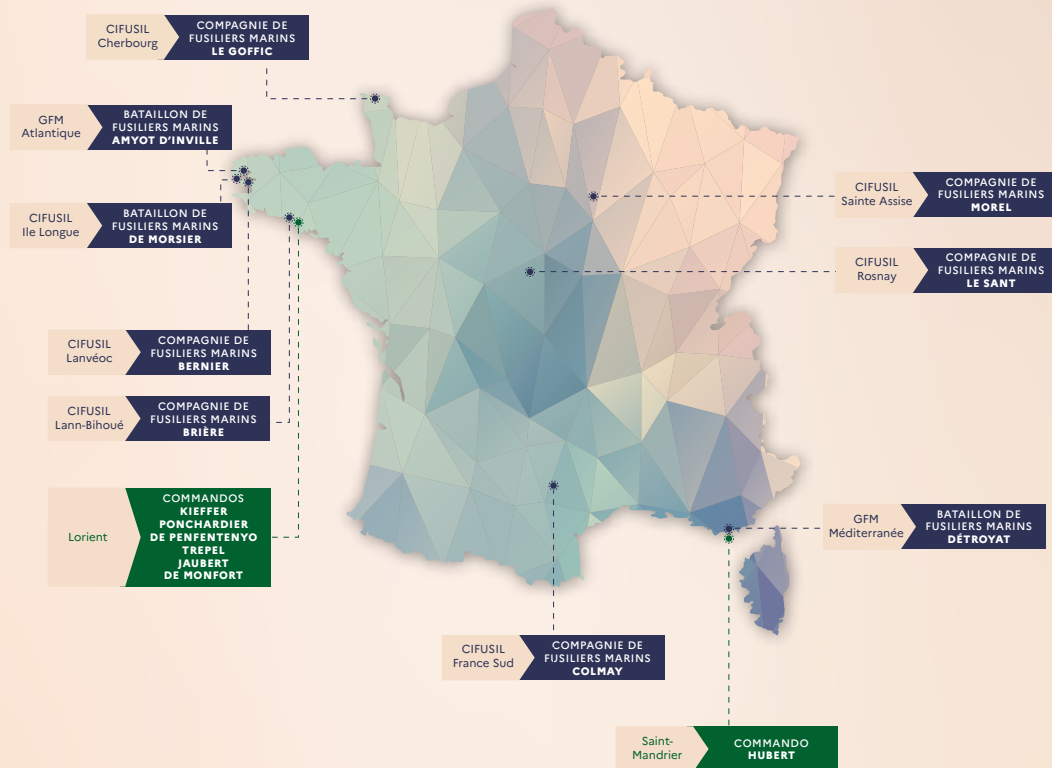 CIFUSIL
Cherbourg
COMPAGNIE DE
FUSILIERS MARINS
LE GOFFIC
GFM
Atlantique
BATAILLON DE
FUSILIERS MARINS
AMYOT D'INVILLE
CIFUSIL
Ile Longue
BATAILLON DE
FUSILIERS MARINS
DE MORSIER
CIFUSIL
Sainte Assise
COMPAGNIE DE
FUSILIERS MARINS
MOREL
CIFUSIL
Rosnay
COMPAGNIE DE
FUSILIERS MARINS
LE SANT
CIFUSIL
Lanvéoc
COMPAGNIE DE
FUSILIERS MARINS
BERNIER
CIFUSIL
Lann-Bihoué
COMPAGNIE DE
FUSILIERS MARINS
BRIÈRE
Lorient
COMMANDOS
KIEFFER
PONCHARDIER
DE PENFENTENYO
TREPEL
JAUBERT
DE MONFORT
GFM
Méditerranée
BATAILLON DE
FUSILIERS MARINS
DÉTROYAT
CIFUSIL
France Sud
COMPAGNIE DE
FUSILIERS MARINS
COLMAY
Saint-
Mandrier
COMMANDO
HUBERT